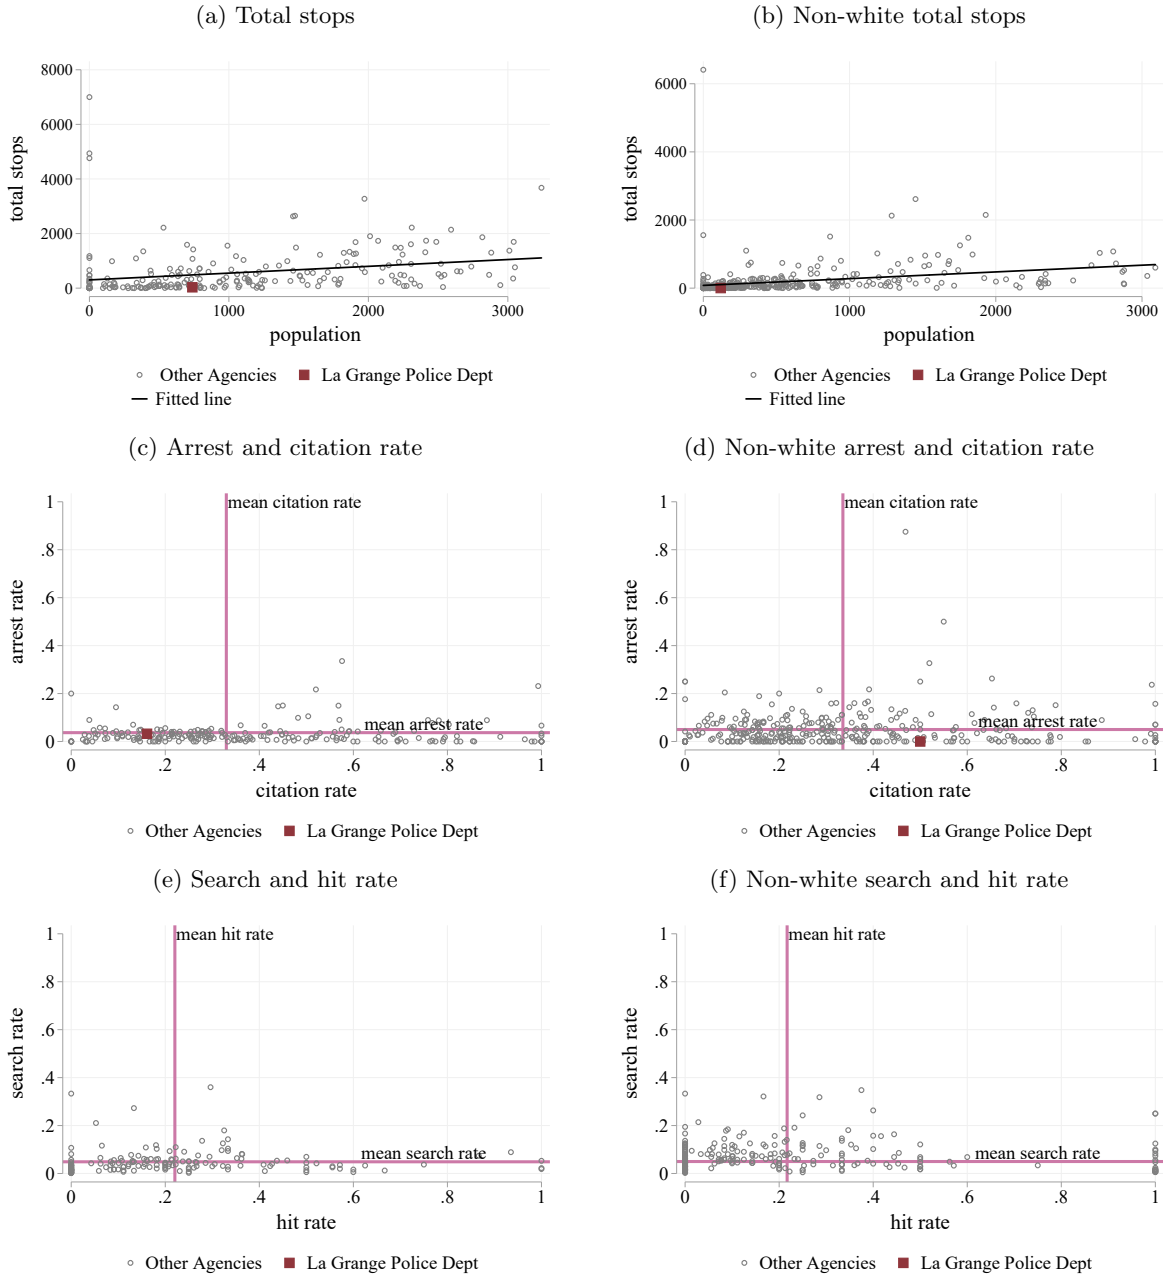 (a) Total stops
(b) Non-white total stops
total stops
8000
6000
4000
2000
0
0
1000
2000
3000
population
Other Agencies
La Grange Police Dept
Fitted line
total stops
6000
4000
2000
0
0
1000
2000
3000
population
Other Agencies
La Grange Police Dept
Fitted line
(c) Arrest and citation rate
(d) Non-white arrest and citation rate
arrest rate
1
.8
.6
.4
.2
0
mean citation rate
mean arrest rate
0
.2
.4
.6
.8
1
citation rate
Other Agencies
La Grange Police Dept
arrest rate
1
.8
.6
.4
.2
0
mean citation rate
mean arrest rate
0
.2
.4
.6
.8
1
citation rate
Other Agencies
La Grange Police Dept
(e) Search and hit rate
(f) Non-white search and hit rate
search rate
1
.8
.6
.4
.2
0
mean hit rate
mean search rate
0
.2
.4
.6
.8
1
hit rate
Other Agencies
La Grange Police Dept
search rate
1
.8
.6
.4
.2
0
mean hit rate
mean search rate
0
.2
.4
.6
.8
1
hit rate
Other Agencies
La Grange Police Dept